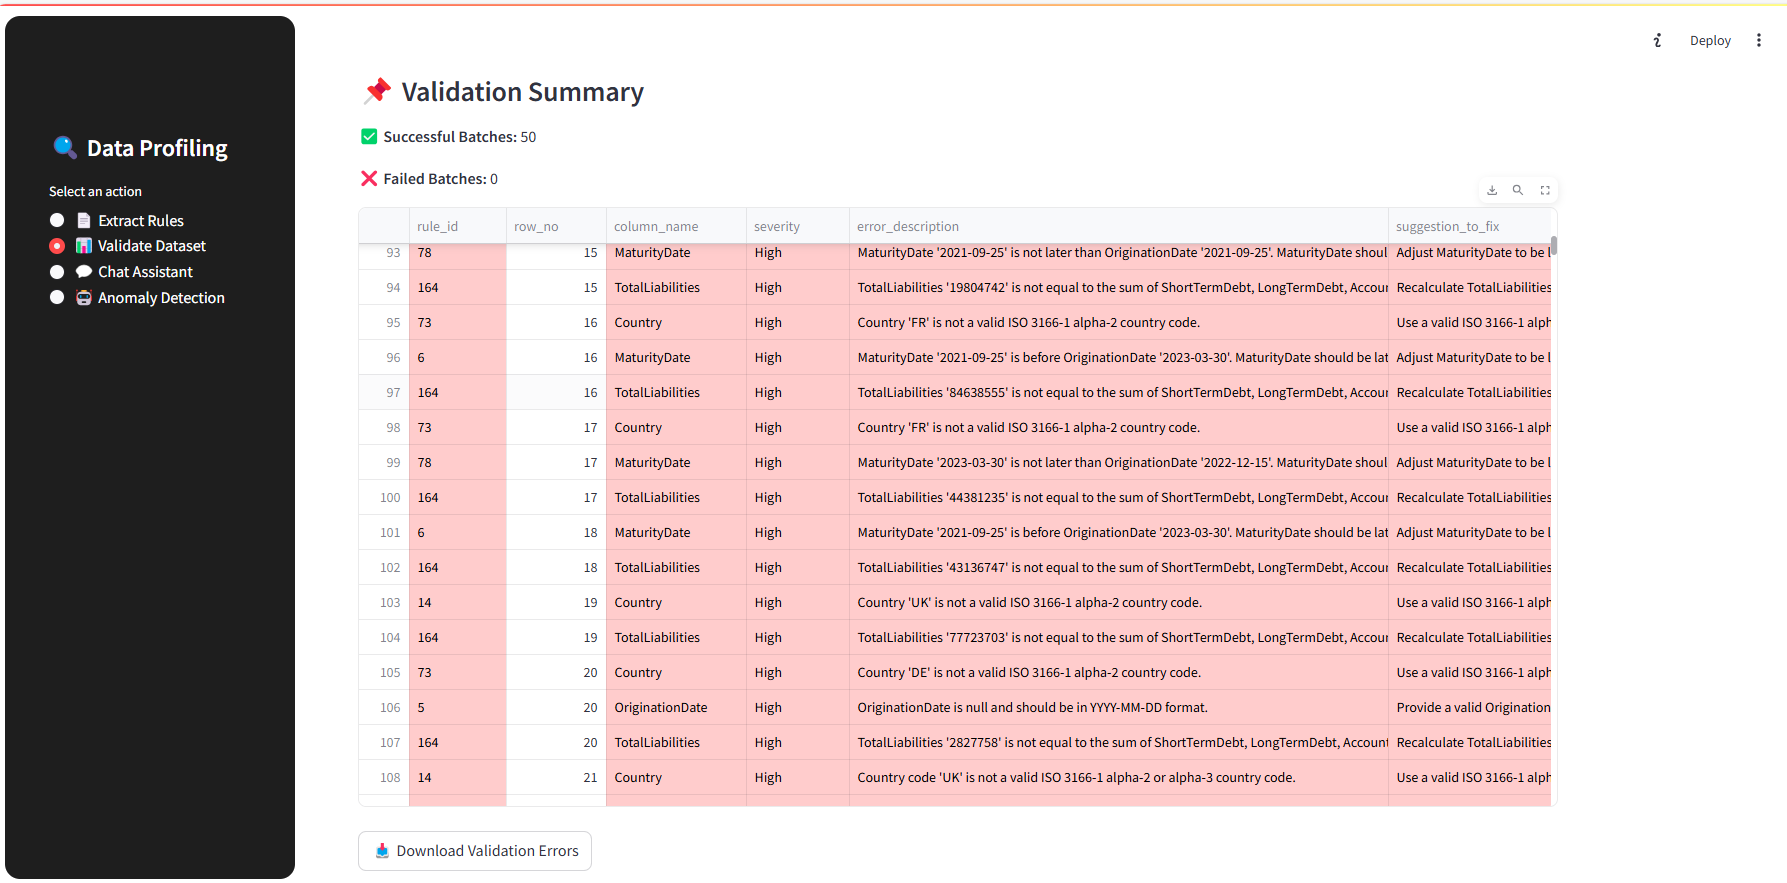 Deploy
Data Profiling
Select an action
Extract Rules
Validate Dataset
Chat Assistant
Anomaly Detection
Validation Summary
Successful Batches: 50
Failed Batches: 0
rule_id row_no column_name severity error_description suggestion_to_fix
93 78 15 MaturityDate High MaturityDate '2021-09-25' is not later than OriginationDate '2021-09-25'. MaturityDate shoul Adjust MaturityDate to be l
94 164 15 TotalLiabilities High TotalLiabilities '19804742' is not equal to the sum of ShortTermDebt, LongTermDebt, Accour Recalculate TotalLiabilities
95 73 16 Country High Country 'FR' is not a valid ISO 3166-1 alpha-2 country code. Use a valid ISO 3166-1 alph
96 6 16 MaturityDate High MaturityDate '2021-09-25' is before OriginationDate '2023-03-30'. MaturityDate should be lat Adjust MaturityDate to be l
97 164 16 TotalLiabilities High TotalLiabilities '84638555' is not equal to the sum of ShortTermDebt, LongTermDebt, Accour Recalculate TotalLiabilities
98 73 17 Country High Country 'FR' is not a valid ISO 3166-1 alpha-2 country code. Use a valid ISO 3166-1 alph
99 78 17 MaturityDate High MaturityDate '2023-03-30' is not later than OriginationDate '2022-12-15'. MaturityDate shoul Adjust MaturityDate to be l
100 164 17 TotalLiabilities High TotalLiabilities '44381235' is not equal to the sum of ShortTermDebt, LongTermDebt, Accour Recalculate TotalLiabilities
101 6 18 MaturityDate High MaturityDate '2021-09-25' is before OriginationDate '2023-03-30'. MaturityDate should be lat Adjust MaturityDate to be l
102 164 18 TotalLiabilities High TotalLiabilities '43136747' is not equal to the sum of ShortTermDebt, LongTermDebt, Accour Recalculate TotalLiabilities
103 14 19 Country High Country 'UK' is not a valid ISO 3166-1 alpha-2 country code. Use a valid ISO 3166-1 alph
104 164 19 TotalLiabilities High TotalLiabilities '77723703' is not equal to the sum of ShortTermDebt, LongTermDebt, Accour Recalculate TotalLiabilities
105 73 20 Country High Country 'DE' is not a valid ISO 3166-1 alpha-2 country code. Use a valid ISO 3166-1 alph
106 5 20 OriginationDate High OriginationDate is null and should be in YYYY-MM-DD format. Provide a valid Origination
107 164 20 TotalLiabilities High TotalLiabilities '2827758' is not equal to the sum of ShortTermDebt, LongTermDebt, Account Recalculate TotalLiabilities
108 14 21 Country High Country code 'UK' is not a valid ISO 3166-1 alpha-2 or alpha-3 country code. Use a valid ISO 3166-1 alph
Download Validation Errors